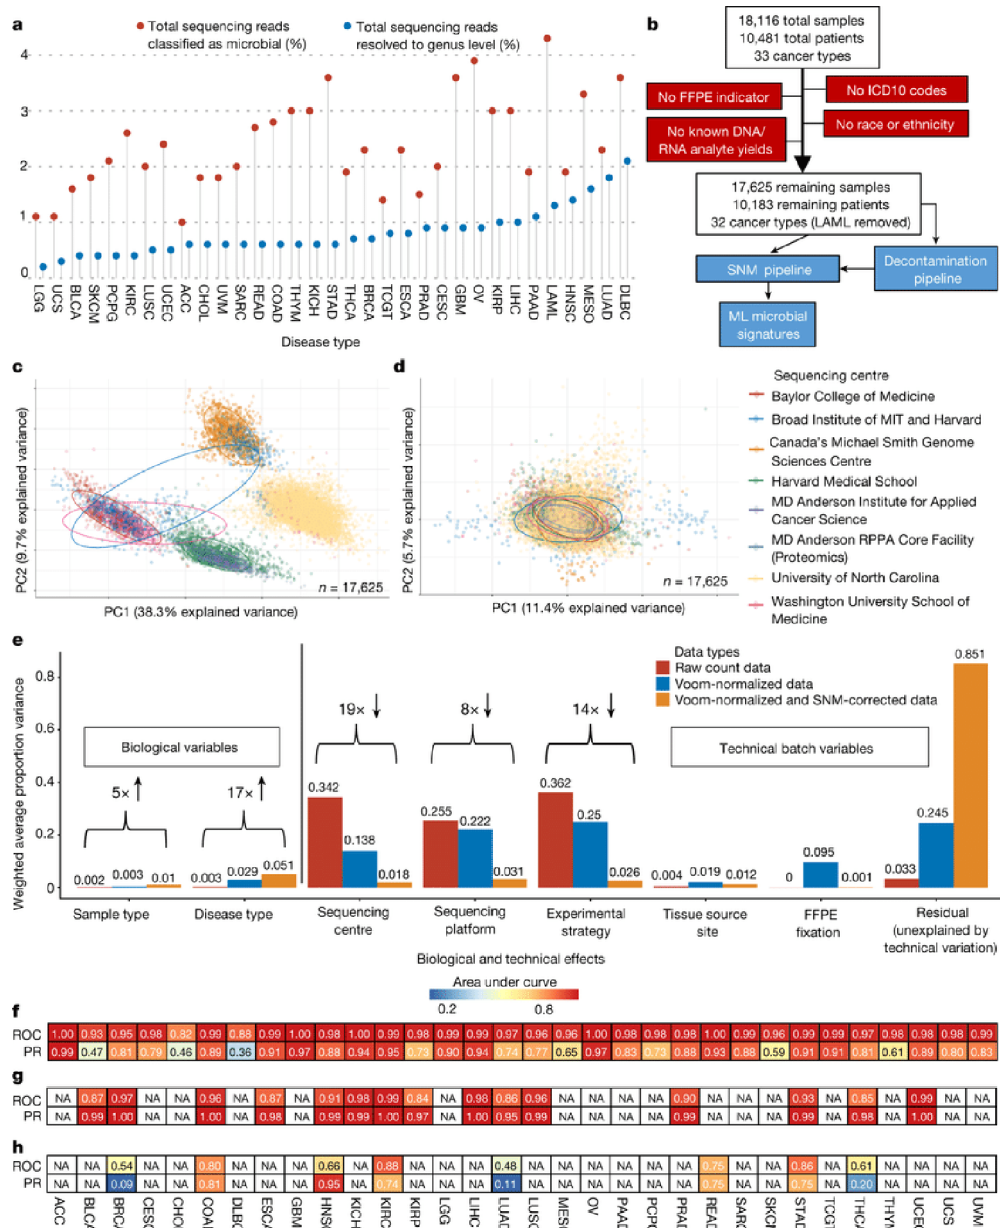 a
Total sequencing reads
classified as microbial (%)
Total sequencing reads
resolved to genus level (%)
4
3
2
1
0
LGG
UCS
BLCA
SKCM
PCPG
KIRC
LUSC
UCEC
ACC
CHOL
UVM
SARC
READ
COAD
THYM
KICH
STAD
THCA
BRCA
TCGT
ESCA
PRAD
CESC
GBM
OV
KIRP
LIHC
PAAD
LAML
HNSC
MESO
LUAD
DLBC
Disease type
b
18,116 total samples
10,481 total patients
33 cancer types
No FFPE indicator
No ICD10 codes
No known DNA/
RNA analyte yields
No race or ethnicity
17,625 remaining samples
10,183 remaining patients
32 cancer types (LAML removed)
SNM pipeline
Decontamination
pipeline
ML microbial
signatures
c
PC2 (9.7% explained variance)
n = 17,625
PC1 (38.3% explained variance)
d
PC2 (5.7% explained variance)
n = 17,625
PC1 (11.4% explained variance)
Sequencing centre
Baylor College of Medicine
Broad Institute of MIT and Harvard
Canada's Michael Smith Genome
Sciences Centre
Harvard Medical School
MD Anderson Institute for Applied
Cancer Science
MD Anderson RPPA Core Facility
(Proteomics)
University of North Carolina
Washington University School of
Medicine
e
Weighted average proportion variance
0.8
0.6
0.4
0.2
0
Data types
Raw count data
Voom-normalized data
Voom-normalized and SNM-corrected data
Biological variables
Technical batch variables
5×
17×
19×
8×
14×
0.002 0.003 0.01
0.003 0.029 0.051
0.342 0.138 0.018
0.255 0.222 0.031
0.362 0.25 0.026
0.004 0.019 0.012
0 0.095 0.001
0.033 0.245 0.851
Sample type
Disease type
Sequencing
centre
Sequencing
platform
Experimental
strategy
Tissue source
site
FFPE
fixation
Residual
(unexplained by
technical variation)
Biological and technical effects
Area under curve
0.2 0.8
f
ROC 1.00 0.93 0.95 0.98 0.82 0.99 0.88 0.99 1.00 0.98 1.00 0.99 0.98 0.99 0.99 0.97 0.96 0.96 1.00 0.98 0.98 0.98 1.00 0.99 0.96 0.99 0.99 0.98 0.98 0.99 0.98 0.99
PR 0.99 0.47 0.81 0.79 0.46 0.89 0.36 0.91 0.97 0.88 0.94 0.95 0.73 0.90 0.94 0.74 0.77 0.65 0.97 0.83 0.73 0.88 0.93 0.88 0.59 0.91 0.91 0.81 0.61 0.89 0.80 0.83
g
ROC NA 0.87 0.97 NA NA 0.96 NA 0.87 NA 0.91 0.98 0.99 0.84 NA 0.98 0.86 0.96 NA NA NA NA 0.90 NA NA NA 0.93 NA 0.85 NA 0.99 NA NA
PR NA 0.99 1.00 NA NA 1.00 NA 0.98 NA 0.99 0.99 1.00 0.97 NA 1.00 0.95 0.99 NA NA NA NA 0.99 NA NA NA 0.99 NA 0.98 NA 1.00 NA NA
h
ROC NA NA 0.54 NA NA 0.80 NA NA NA 0.66 NA 0.88 NA NA NA 0.48 NA NA NA NA NA NA 0.75 NA NA 0.86 NA 0.61 NA NA NA NA
PR NA NA 0.09 NA NA 0.81 NA NA NA 0.95 NA 0.74 NA NA NA 0.11 NA NA NA NA NA NA 0.75 NA NA 0.75 NA 0.20 NA NA NA NA
ACC
LGG
OV
UCS
UVM